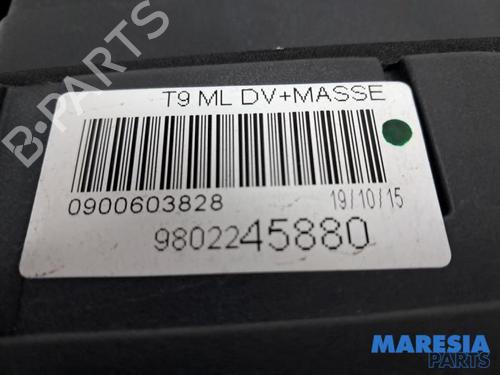 T9 ML DV+MASSE
0900603828
19/10/15
9802245880
B-PARTS
MARESIA
PARTS